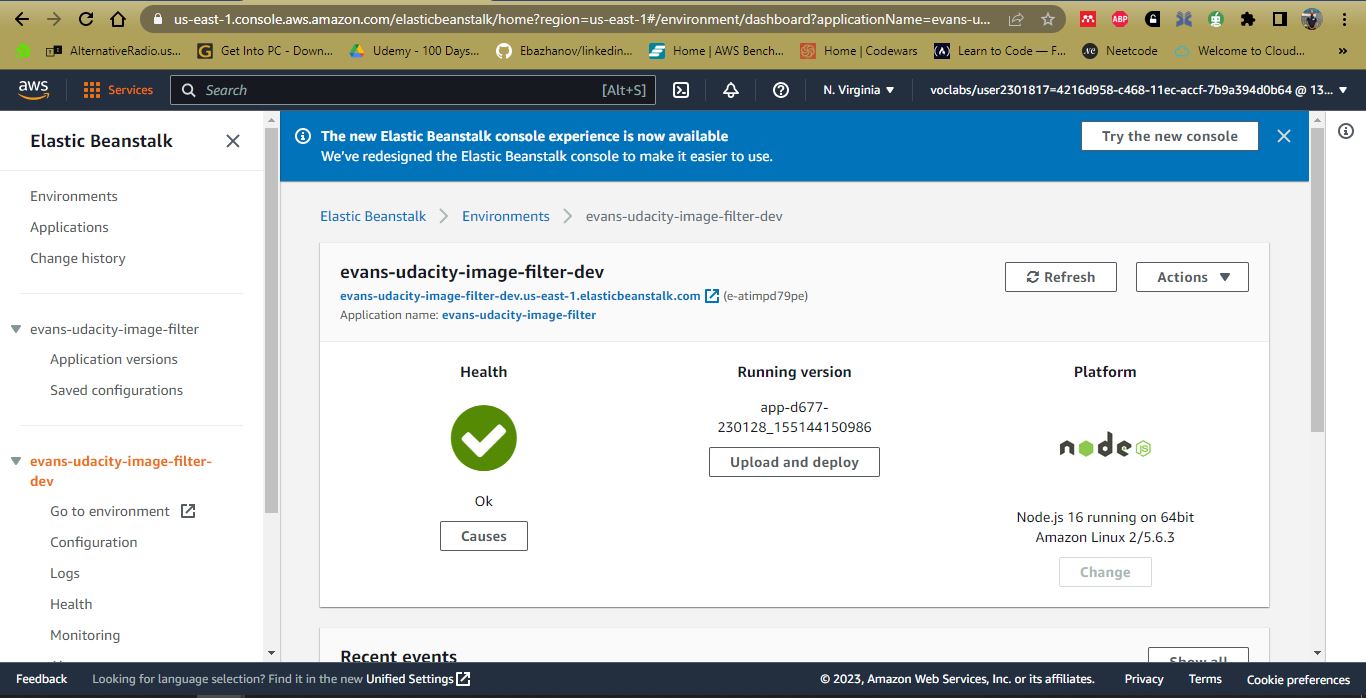 us-east-1.console.aws.amazon.com/elasticbeanstalk/home?region=us-east-1#/environment/dashboard?applicationName=evans-u...
ABP
AlternativeRadio.us...
Get Into PC - Down...
Udemy - 100 Days...
Ebazhanov/linkedin...
Home | AWS Benc...
Home | Codewars
Learn to Code — F...
Neetcode
Welcome to Cloud...
»
aws
Services
Search
[Alt+S]
N. Virginia
voclabs/user2301817=4216d958-c468-11ec-accf-7b9a394d0b64 @ 13...
Elastic Beanstalk
Environments
Applications
Change history
evans-udacity-image-filter
Application versions
Saved configurations
evans-udacity-image-filter-
dev
Go to environment
Configuration
Logs
Health
Monitoring
The new Elastic Beanstalk console experience is now available
We've redesigned the Elastic Beanstalk console to make it easier to use.
Try the new console
Elastic Beanstalk
Environments
evans-udacity-image-filter-dev
evans-udacity-image-filter-dev
evans-udacity-image-filter-dev.us-east-1.elasticbeanstalk.com (e-atimpd79pe)
Application name: evans-udacity-image-filter
Refresh
Actions
Health
Ok
Causes
Running version
app-d677-
230128_155144150986
Upload and deploy
Platform
node
JS
Node.js 16 running on 64bit
Amazon Linux 2/5.6.3
Change
Recent events
Show all
Feedback
Looking for language selection? Find it in the new Unified Settings
© 2023, Amazon Web Services, Inc. or its affiliates.
Privacy
Terms
Cookie preferences